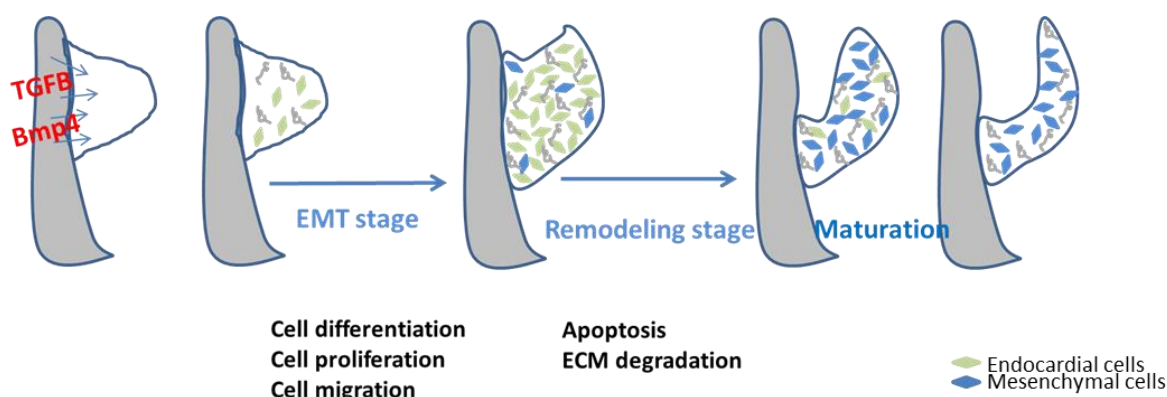 TGFB
Bmp4
EMT stage
Remodeling stage
Maturation
Cell differentiation
Cell proliferation
Cell migration
Apoptosis
ECM degradation
Endocardial cells
Mesenchymal cells